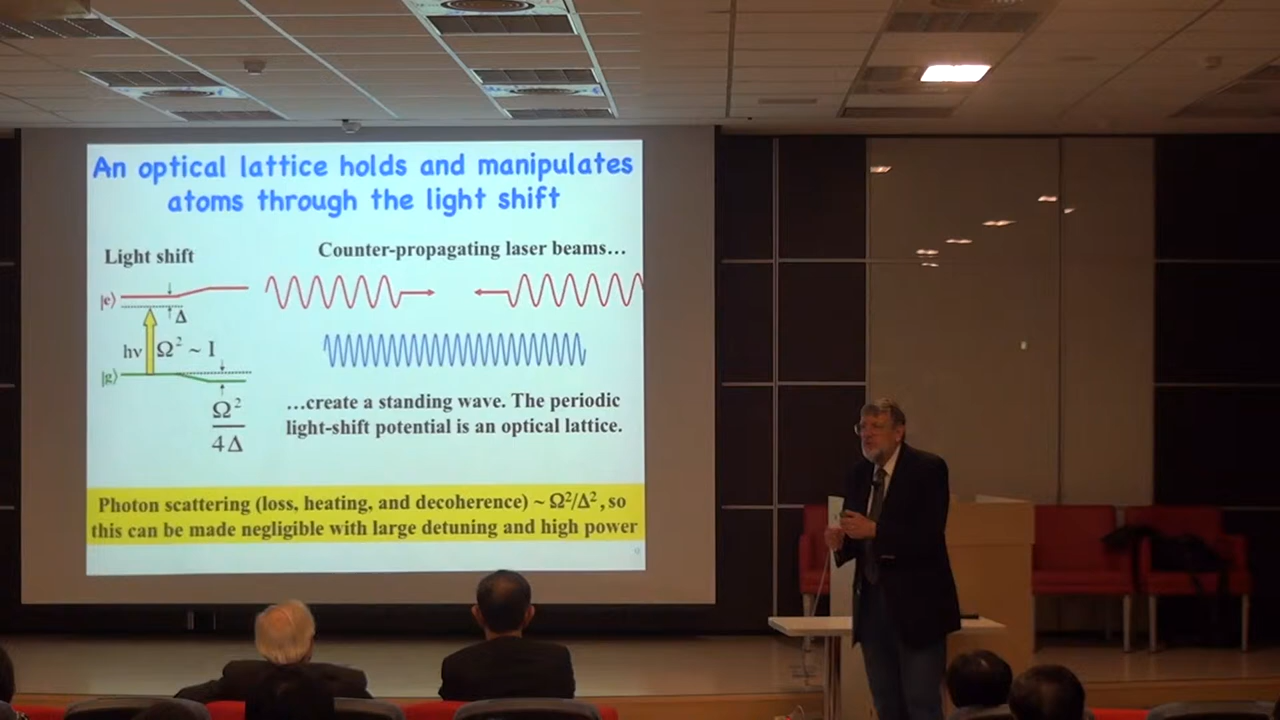 An optical lattice holds and manipulates
atoms through the light shift
Light shift
Counter-propagating laser beams…
|e⟩
Δ
hν
Ω² ~ I
|g⟩
Ω²
4Δ
…create a standing wave. The periodic
light-shift potential is an optical lattice.
Photon scattering (loss, heating, and decoherence) ~ Ω²/Δ², so
this can be made negligible with large detuning and high power